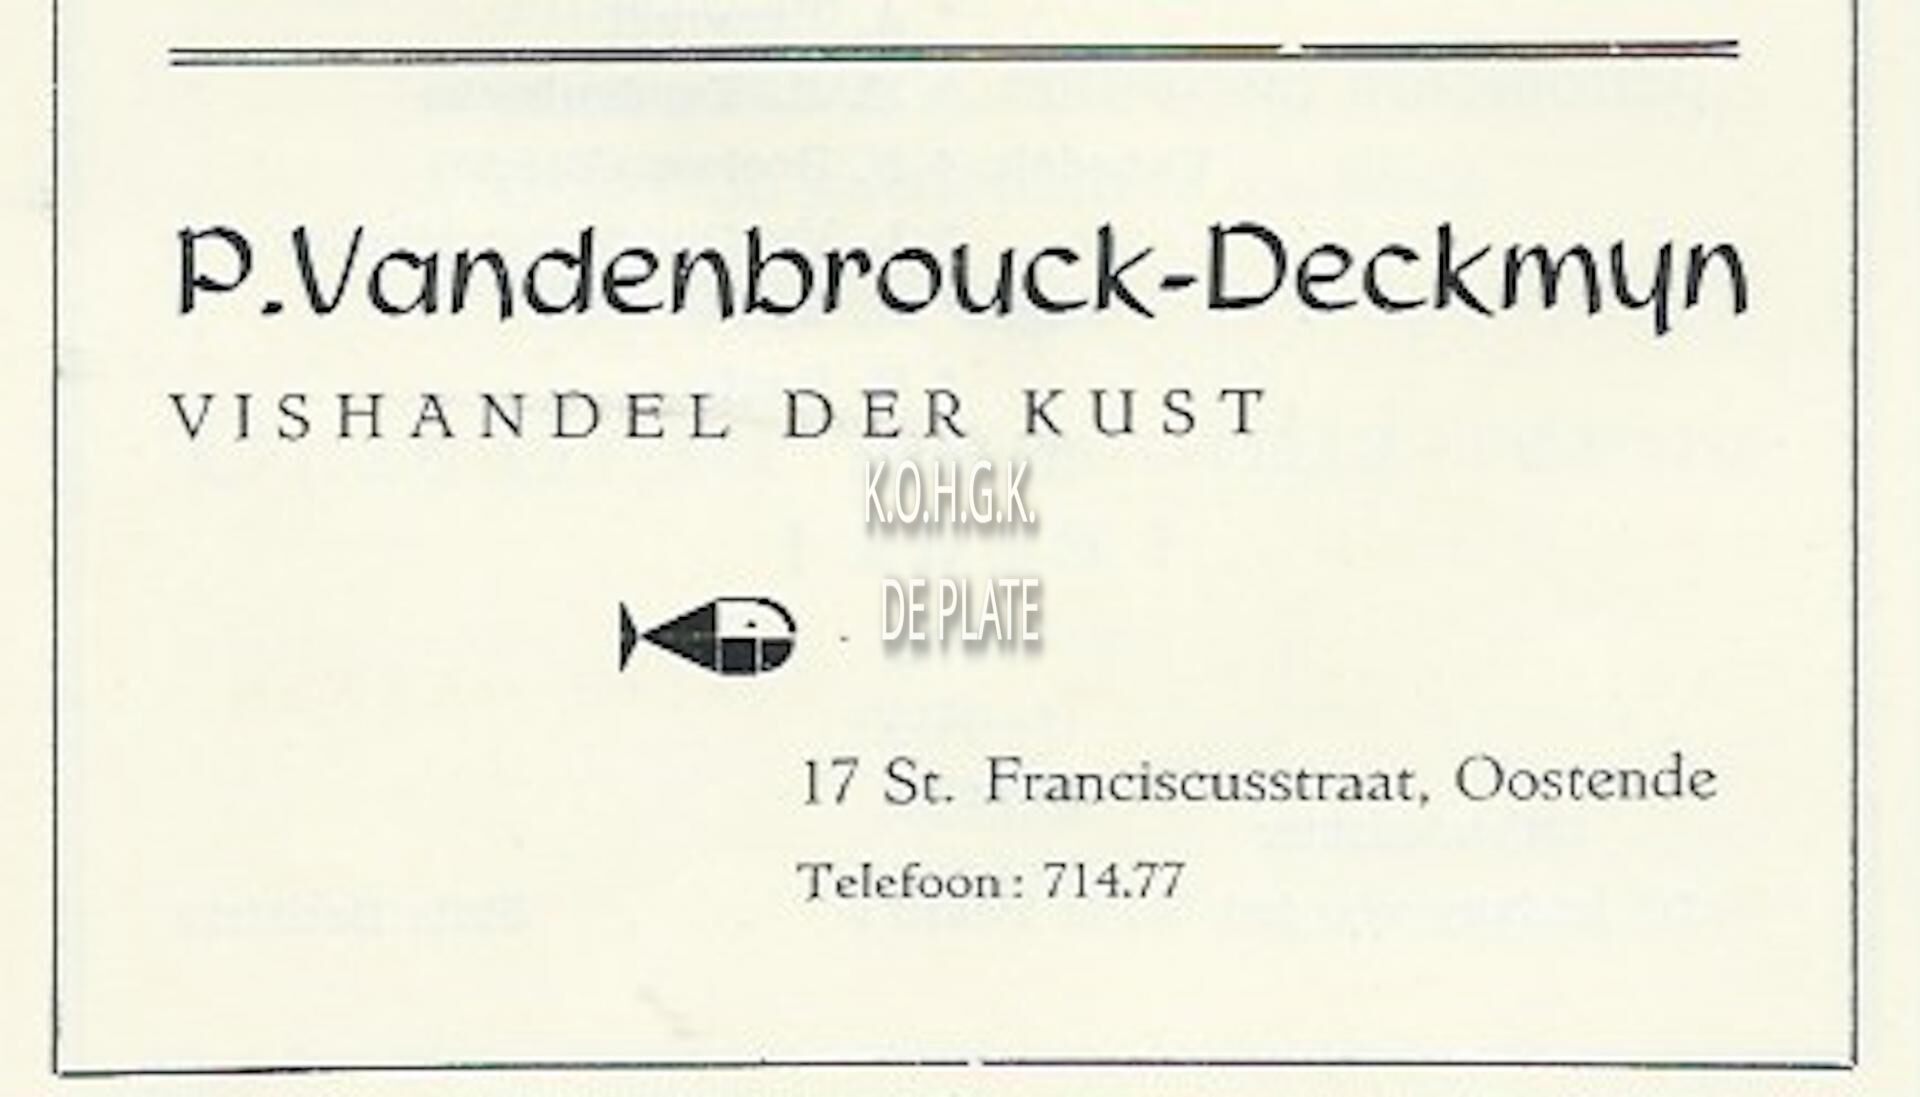 P.Vandenbrouck-Deckmyn
VISHANDEL DER KUST
K.O.H.G.K.
DE PLATE
17 St. Franciscusstraat, Oostende
Telefoon: 714.77